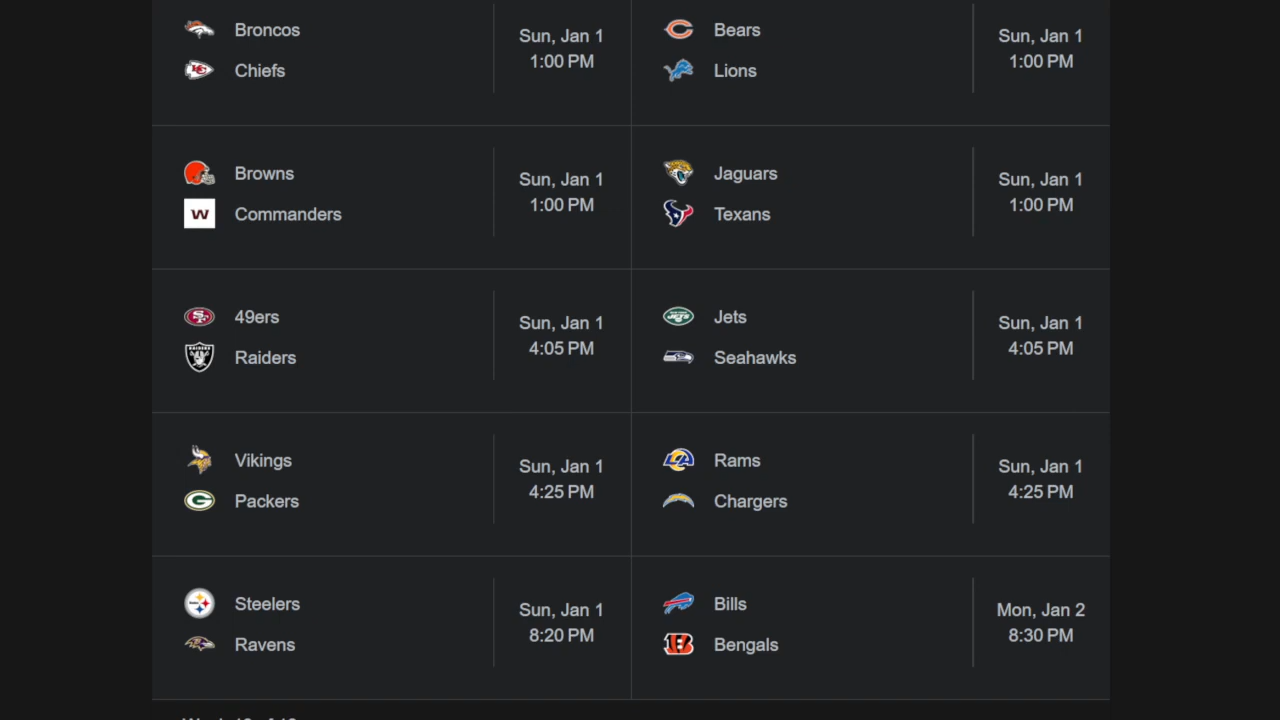 Broncos
Chiefs
Sun, Jan 1
1:00 PM
Bears
Lions
Sun, Jan 1
1:00 PM
Browns
W
Commanders
Sun, Jan 1
1:00 PM
Jaguars
Texans
Sun, Jan 1
1:00 PM
49ers
Raiders
Sun, Jan 1
4:05 PM
Jets
Seahawks
Sun, Jan 1
4:05 PM
Vikings
Packers
Sun, Jan 1
4:25 PM
Rams
Chargers
Sun, Jan 1
4:25 PM
Steelers
Ravens
Sun, Jan 1
8:20 PM
Bills
Bengals
Mon, Jan 2
8:30 PM